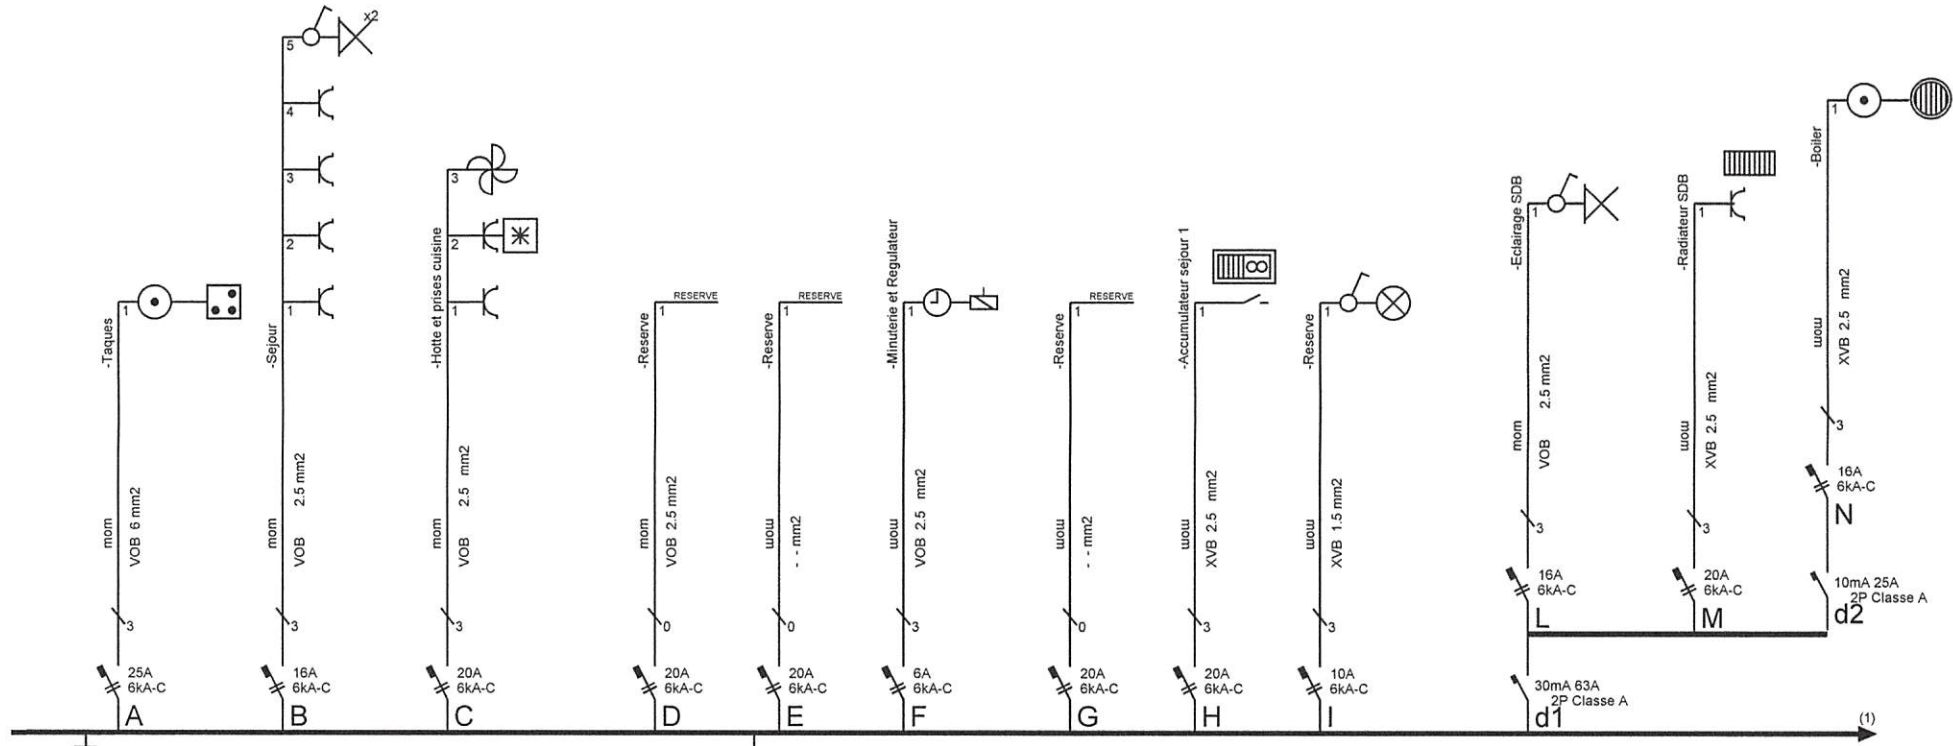 x2
5
4
3
2
1
-Sejour
mom
VOB 2.5 mm2
3
16A
6kA-C
B
1
-Taques
mom
VOB 6 mm2
3
25A
6kA-C
A
3
2
1
-Hotte et prises cuisine
mom
VOB 2.5 mm2
3
20A
6kA-C
C
RESERVE
1
-Reserve
mom
VOB 2.5 mm2
0
20A
6kA-C
D
RESERVE
1
-Reserve
mom
- - mm2
0
20A
6kA-C
E
1
-Minuterie et Regulateur
mom
VOB 2.5 mm2
3
6A
6kA-C
F
RESERVE
1
-Reserve
mom
- - mm2
0
20A
6kA-C
G
8
1
-Accumulateur sejour 1
mom
XVB 2.5 mm2
3
20A
6kA-C
H
1
-Reserve
mom
XVB 1.5 mm2
3
10A
6kA-C
I
1
-Eclairage SDB
mom
VOB 2.5 mm2
3
16A
6kA-C
L
30mA 63A
2P Classe A
d1
1
-Radiateur SDB
mom
XVB 2.5 mm2
3
20A
6kA-C
M
1
-Boiler
mom
XVB 2.5 mm2
3
16A
6kA-C
N
10mA 25A
2P Classe A
d2
(1)